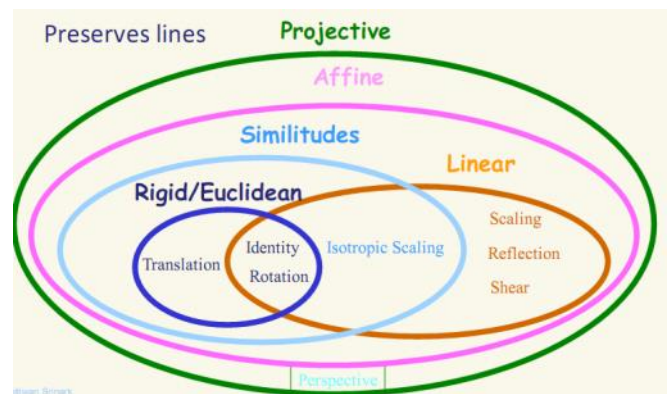 Preserves lines
Projective
Affine
Similitudes
Linear
Rigid/Euclidean
Scaling
Identity
Isotropic Scaling
Reflection
Translation
Rotation
Shear
Perspective